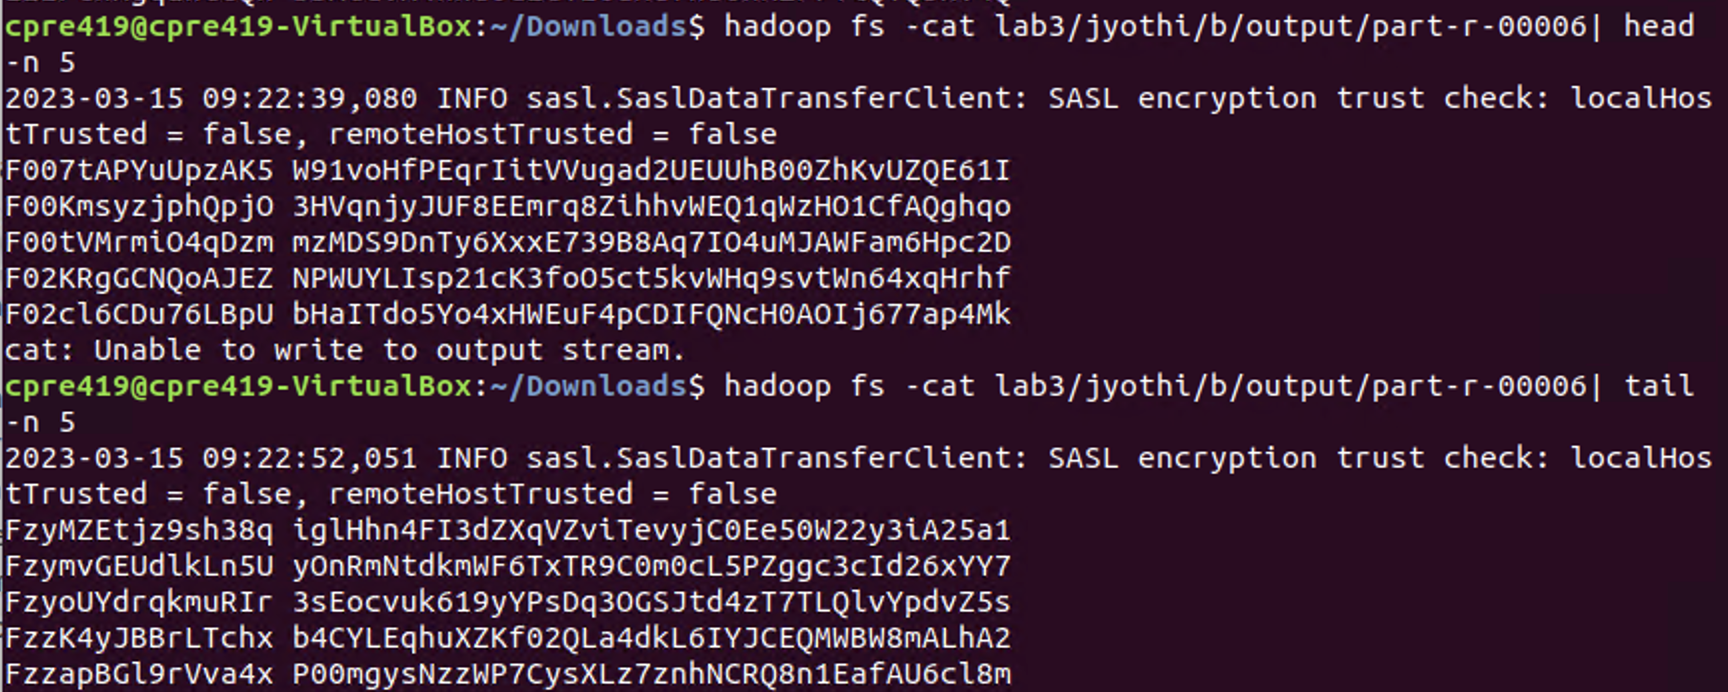 cpre419@cpre419-VirtualBox:~/Downloads$ hadoop fs -cat lab3/jyothi/b/output/part-r-00006| head
-n 5
2023-03-15 09:22:39,080 INFO sasl.SaslDataTransferClient: SASL encryption trust check: localHos
tTrusted = false, remoteHostTrusted = false
F007tAPYuUpzAK5 W91voHfPEqrIitVVugad2UEUUhB00ZhKvUZQE61I
F00KmsyzjphQpjO 3HVqnjyJUF8EEmrq8ZihhvWEQ1qWzHO1CfAQghqo
F00tVMrmiO4qDzm mzMDS9DnTy6XxxE739B8Aq7IO4uMJAWFam6Hpc2D
F02KRgGCNQoAJEZ NPWUYLIsp21cK3foO5ct5kvWHq9svtWn64xqHrhf
F02cl6CDu76LBpU bHaITdo5Yo4xHWEuF4pCDIFQNcH0AOIj677ap4Mk
cat: Unable to write to output stream.
cpre419@cpre419-VirtualBox:~/Downloads$ hadoop fs -cat lab3/jyothi/b/output/part-r-00006| tail
-n 5
2023-03-15 09:22:52,051 INFO sasl.SaslDataTransferClient: SASL encryption trust check: localHos
tTrusted = false, remoteHostTrusted = false
FzyMZEtjz9sh38q iglHhn4FI3dZXqVZviTevyjC0Ee50W22y3iA25a1
FzymvGEUdlkLn5U yOnRmNtdkmWF6TxTR9C0m0cL5PZggc3cId26xYY7
FzyoUYdrqkmuRIr 3sEocvuk619yYPsDq3OGSJtd4zT7TLQlvYpdvZ5s
FzzK4yJBBrLTchx b4CYLEqhuXZKf02QLa4dkL6IYJCEQMWBW8mALhA2
FzzapBGl9rVva4x P00mgysNzzWP7CysXLz7znhNCRQ8n1EafAU6cl8m